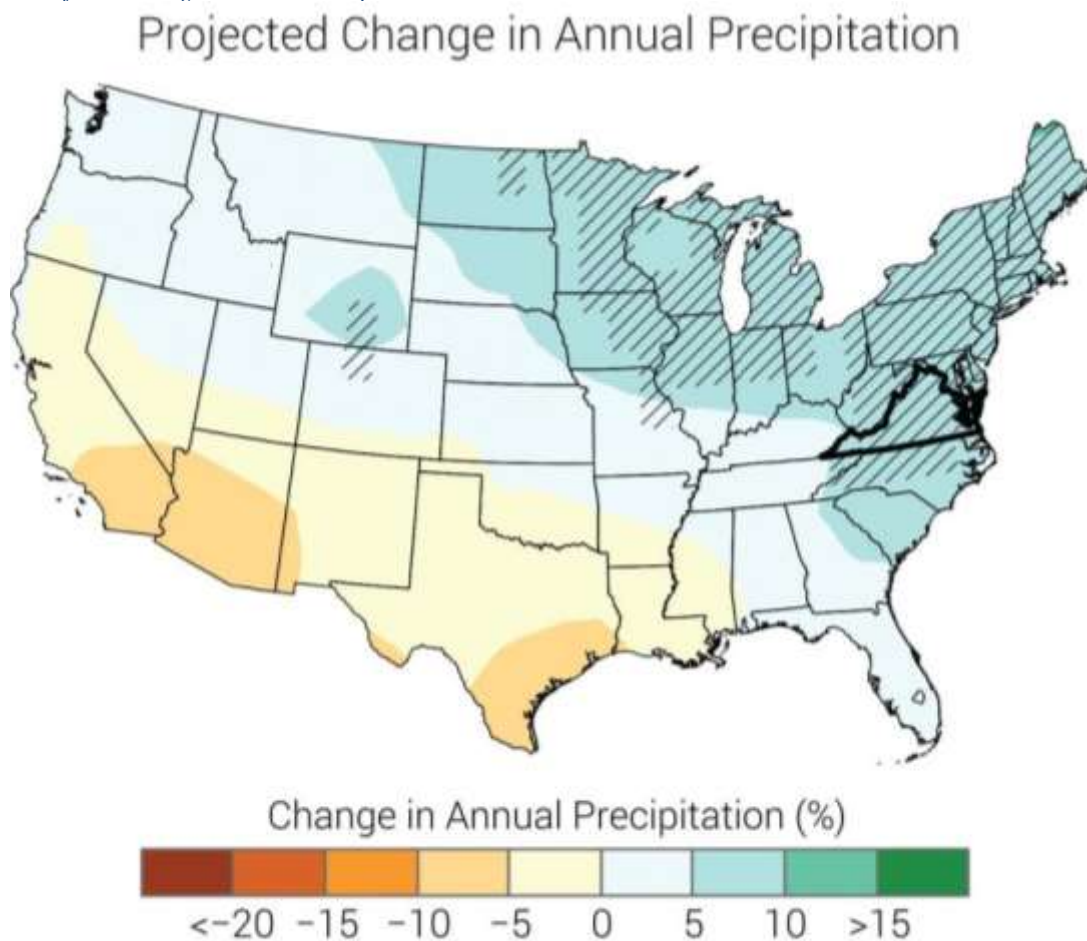 Projected Change in Annual Precipitation
Change in Annual Precipitation (%)
<−20 −15 −10 −5 0 5 10 >15